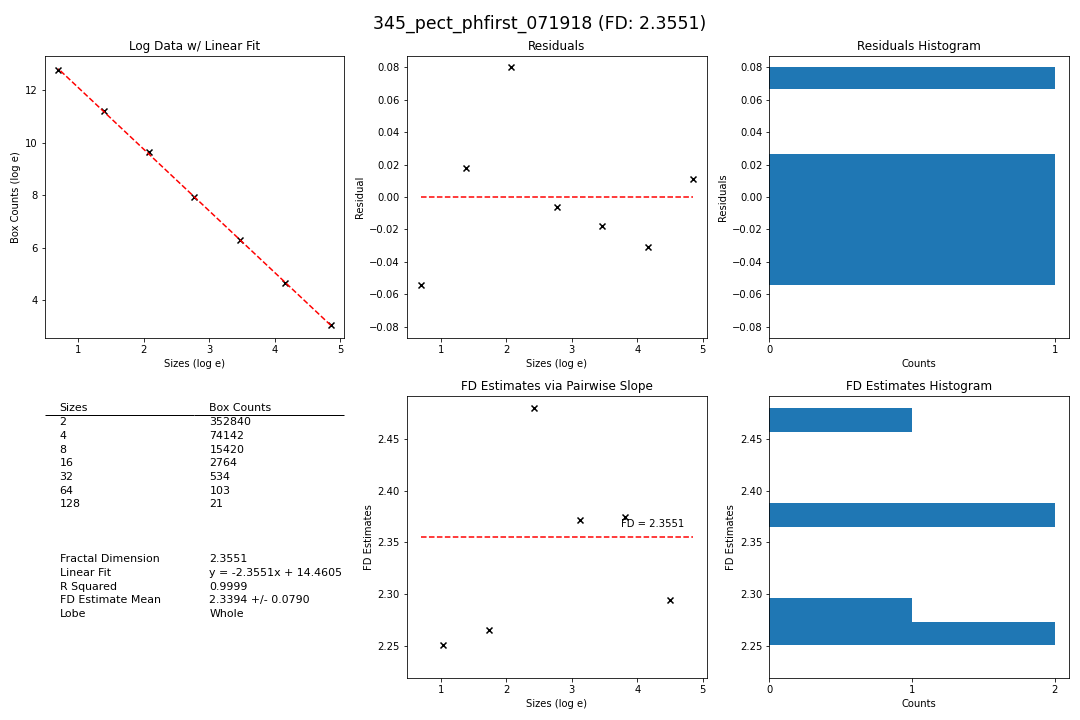 345_pect_phfirst_071918 (FD: 2.3551)
Log Data w/ Linear Fit
Box Counts (log e)
12
10
8
6
4
1 2 3 4 5
Sizes (log e)
Residuals
Residual
0.08
0.06
0.04
0.02
0.00
−0.02
−0.04
−0.06
−0.08
1 2 3 4 5
Sizes (log e)
Residuals Histogram
Residuals
0.08
0.06
0.04
0.02
0.00
−0.02
−0.04
−0.06
−0.08
0 1
Counts
Sizes Box Counts
2 352840
4 74142
8 15420
16 2764
32 534
64 103
128 21
Fractal Dimension 2.3551
Linear Fit y = -2.3551x + 14.4605
R Squared 0.9999
FD Estimate Mean 2.3394 +/- 0.0790
Lobe Whole
FD Estimates via Pairwise Slope
FD Estimates
2.45
2.40
2.35
2.30
2.25
FD = 2.3551
1 2 3 4 5
Sizes (log e)
FD Estimates Histogram
FD Estimates
2.45
2.40
2.35
2.30
2.25
0 1 2
Counts